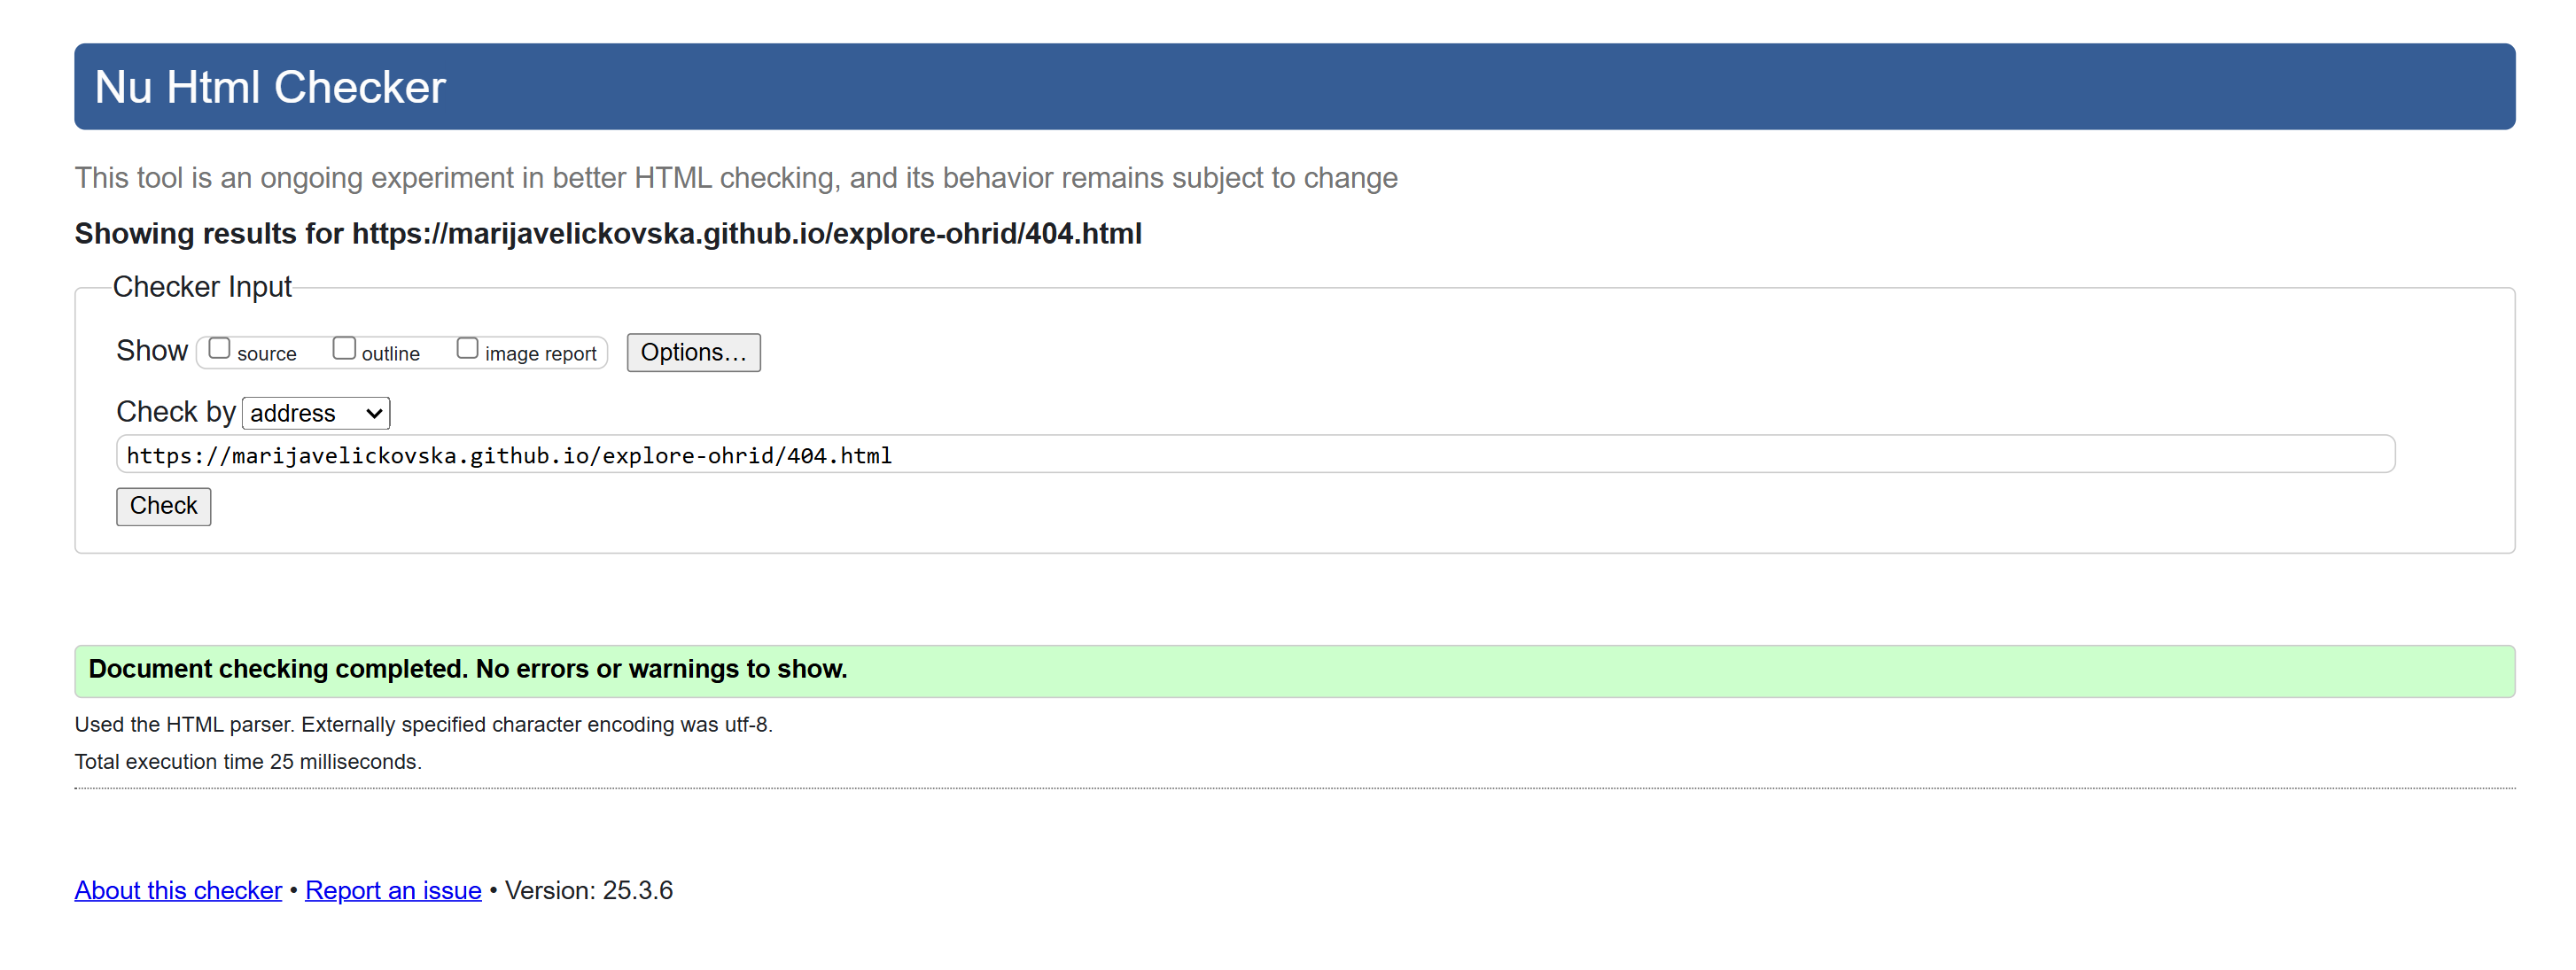 Nu Html Checker
This tool is an ongoing experiment in better HTML checking, and its behavior remains subject to change
Showing results for https://marijavelickovska.github.io/explore-ohrid/404.html
Checker Input
Show source outline image report Options...
Check by address
https://marijavelickovska.github.io/explore-ohrid/404.html
Check
Document checking completed. No errors or warnings to show.
Used the HTML parser. Externally specified character encoding was utf-8.
Total execution time 25 milliseconds.
About this checker • Report an issue • Version: 25.3.6